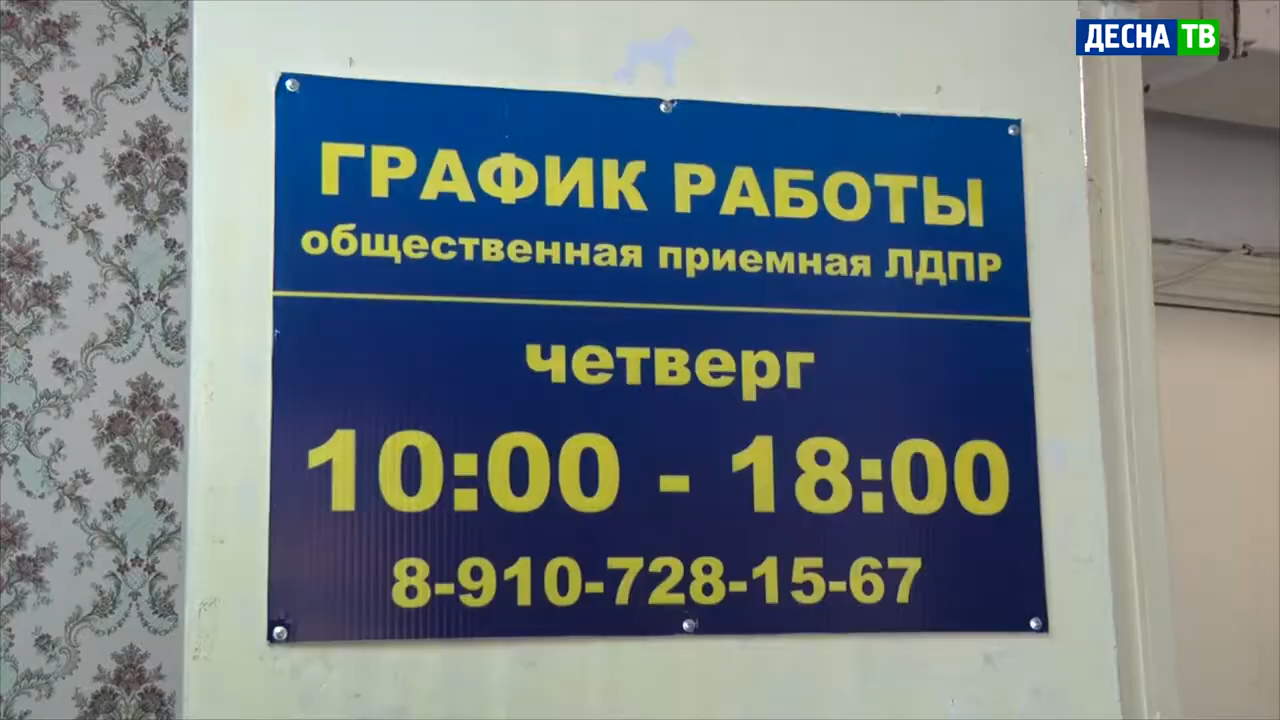 ДЕСНА ТВ
ГРАФИК РАБОТЫ
общественная приемная ЛДПР
четверг
10:00 - 18:00
8-910-728-15-67